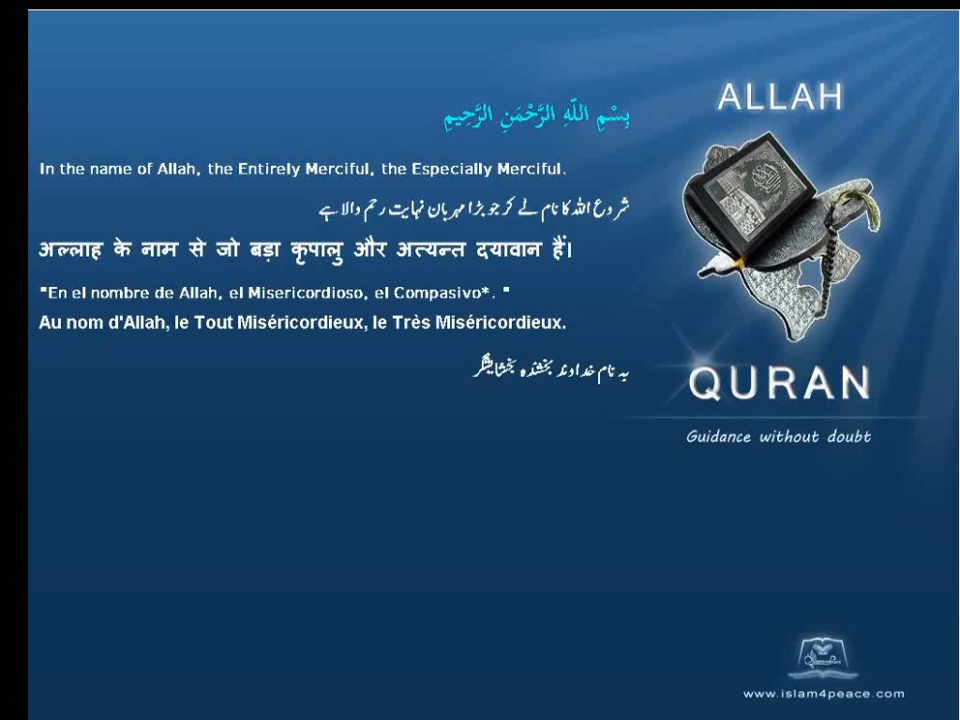 بِسْمِ اللّهِ الرَّحْمَنِ الرَّحِيمِ
In the name of Allah, the Entirely Merciful, the Especially Merciful.
شروع اللہ کا نام لے کر جو بڑا مہربان نہایت رحم والا ہے
अल्लाह के नाम से जो बड़ा कृपालु और अत्यन्त दयावान हैं।
"En el nombre de Allah, el Misericordioso, el Compasivo*. "
Au nom d'Allah, le Tout Miséricordieux, le Très Miséricordieux.
به نام خداوند بخشنده بخشایشگر
ALLAH
QURAN
Guidance without doubt
www.islam4peace.com